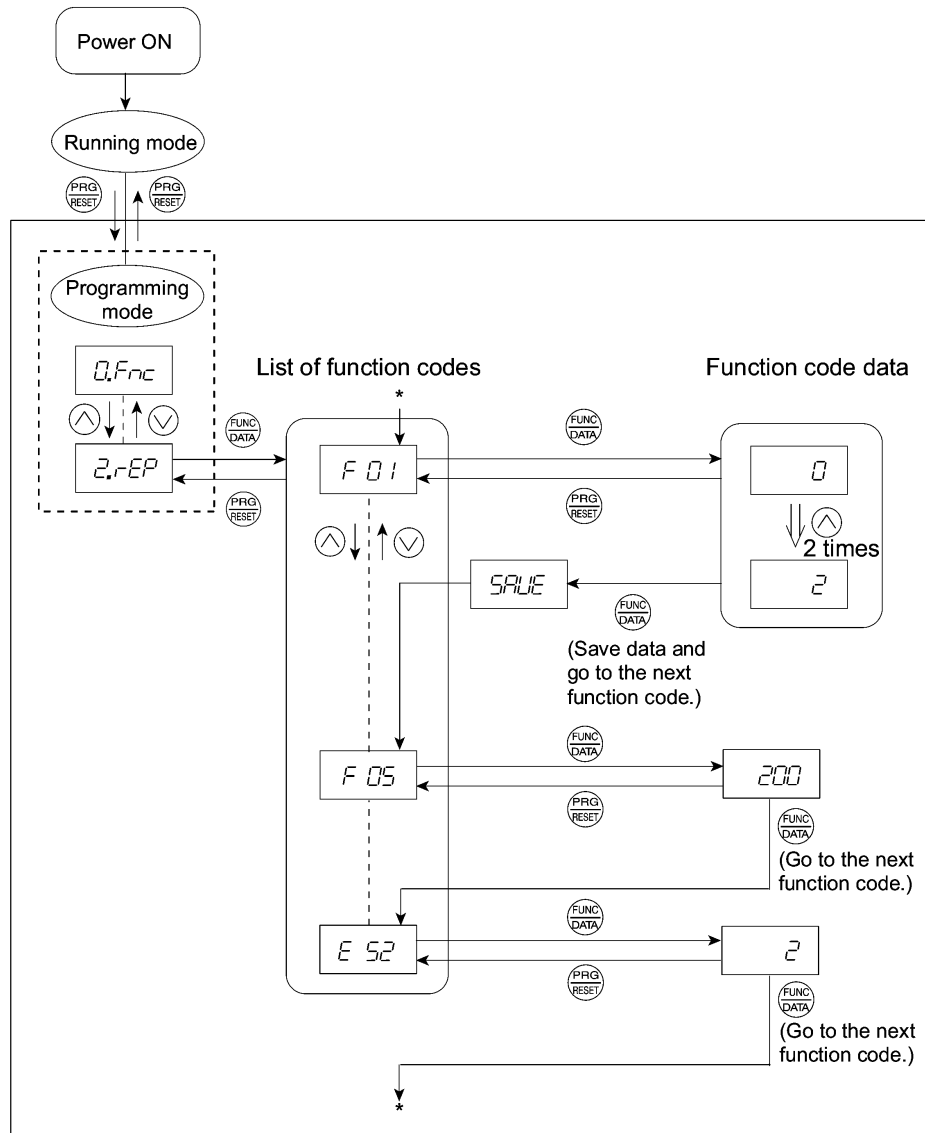 Power ON
Running mode
PRG
RESET
PRG
RESET
Programming
mode
0.Fnc
List of function codes
Function code data
*
FUNC
DATA
FUNC
DATA
2.rEP
F 01
0
PRG
RESET
PRG
RESET
2 times
SAVE
2
FUNC
DATA
(Save data and
go to the next
function code.)
FUNC
DATA
F 05
200
PRG
RESET
FUNC
DATA
(Go to the next
function code.)
FUNC
DATA
E 52
2
PRG
RESET
FUNC
DATA
(Go to the next
function code.)
*